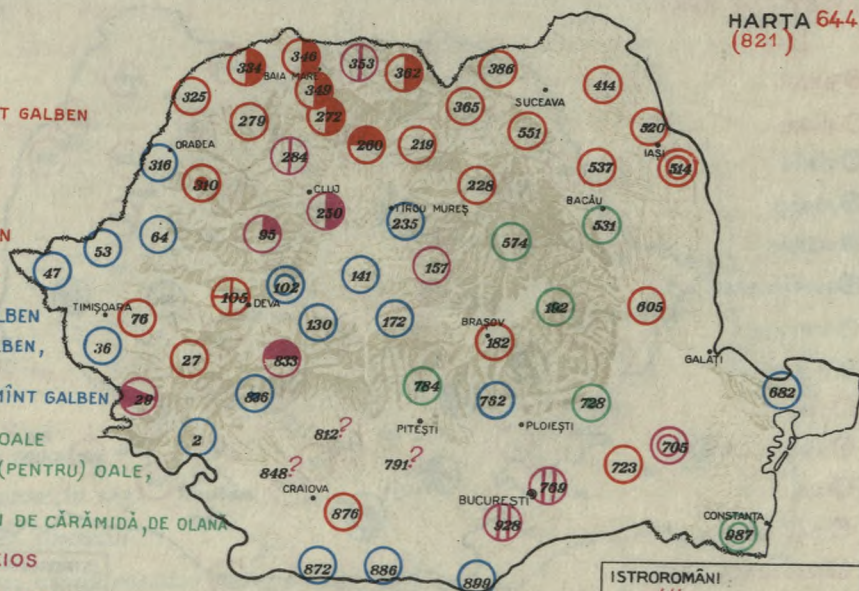 HARTA 644
(821)
T GALBEN
N
LBEN
BEN,
MÎNT GALBEN
OALE
(PENTRU) OALE,
DE CĂRĂMIDĂ, DE OLANĂ
IOS
334
346
353
362
386
414
BAIA MARE
325
349
SUCEAVA
279
272
365
551
520
ORADEA
260
219
IAȘI
316
284
537
514
310
228
CLUJ
250
TÎRGU MUREȘ
BACĂU
235
531
64
95
574
53
157
47
141
102
105
DEVA
192
605
TIMIȘOARA
76
130
172
BRAȘOV
182
36
27
833
GALAȚI
29
836
784
752
728
682
2
812?
PITEȘTI
PLOIEȘTI
705
848?
791?
723
CRAIOVA
769
876
BUCUREȘTI
928
CONSTANȚA
987
872
886
899
ISTROROMÂNI